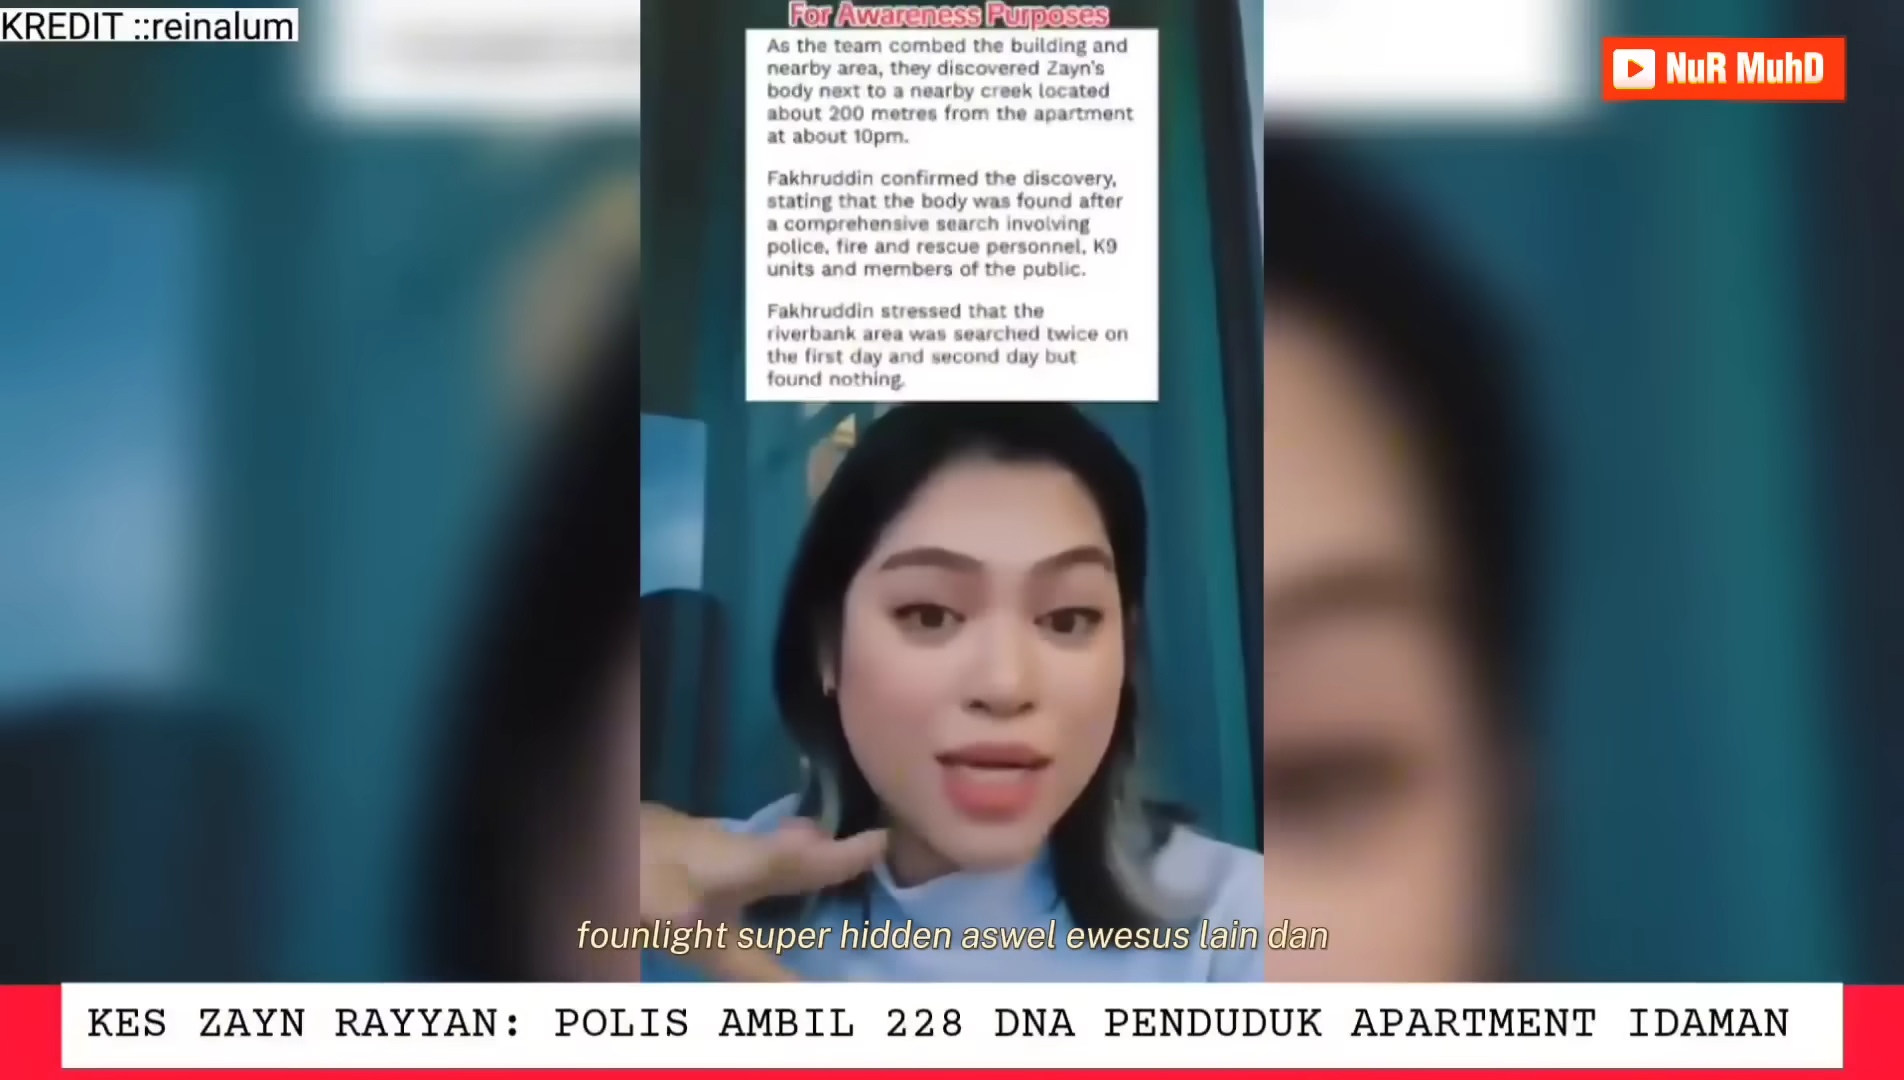 KREDIT ::reinalum
For Awareness Purposes
NuR MuhD
As the team combed the building and
nearby area, they discovered Zayn's
body next to a nearby creek located
about 200 metres from the apartment
at about 10pm.
Fakhruddin confirmed the discovery,
stating that the body was found after
a comprehensive search involving
police, fire and rescue personnel, K9
units and members of the public.
Fakhruddin stressed that the
riverbank area was searched twice on
the first day and second day but
found nothing.
founlight super hidden aswel ewesus lain dan
KES ZAYN RAYYAN: POLIS AMBIL 228 DNA PENDUDUK APARTMENT IDAMAN